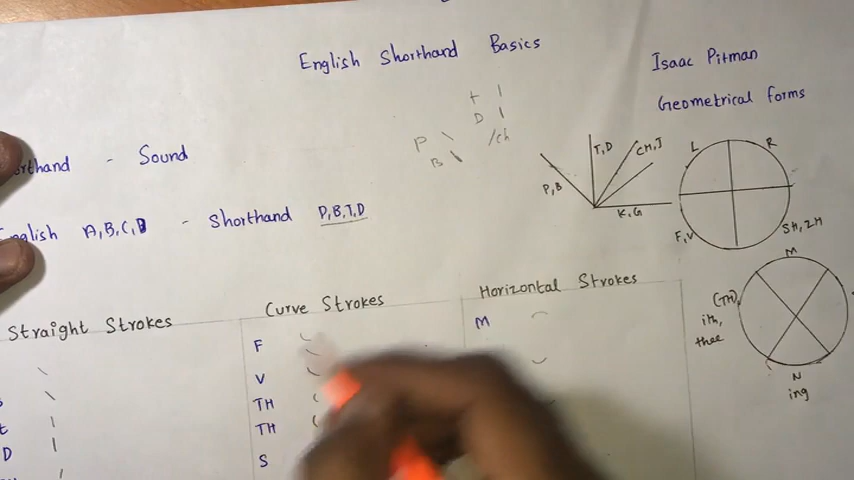 English Shorthand Basics
Isaac Pitman
Geometrical forms
t
D
P
/ch
B
Sound
T, D
CH, J
P, B
K, G
L
R
F, V
SH, ZH
English A, B, C, D - Shorthand P, B, T, D
M
(TH)
ith,
thee
N
ing
Straight Strokes
Curve Strokes
Horizontal Strokes
F
V
TH
TH
S
M
t
D